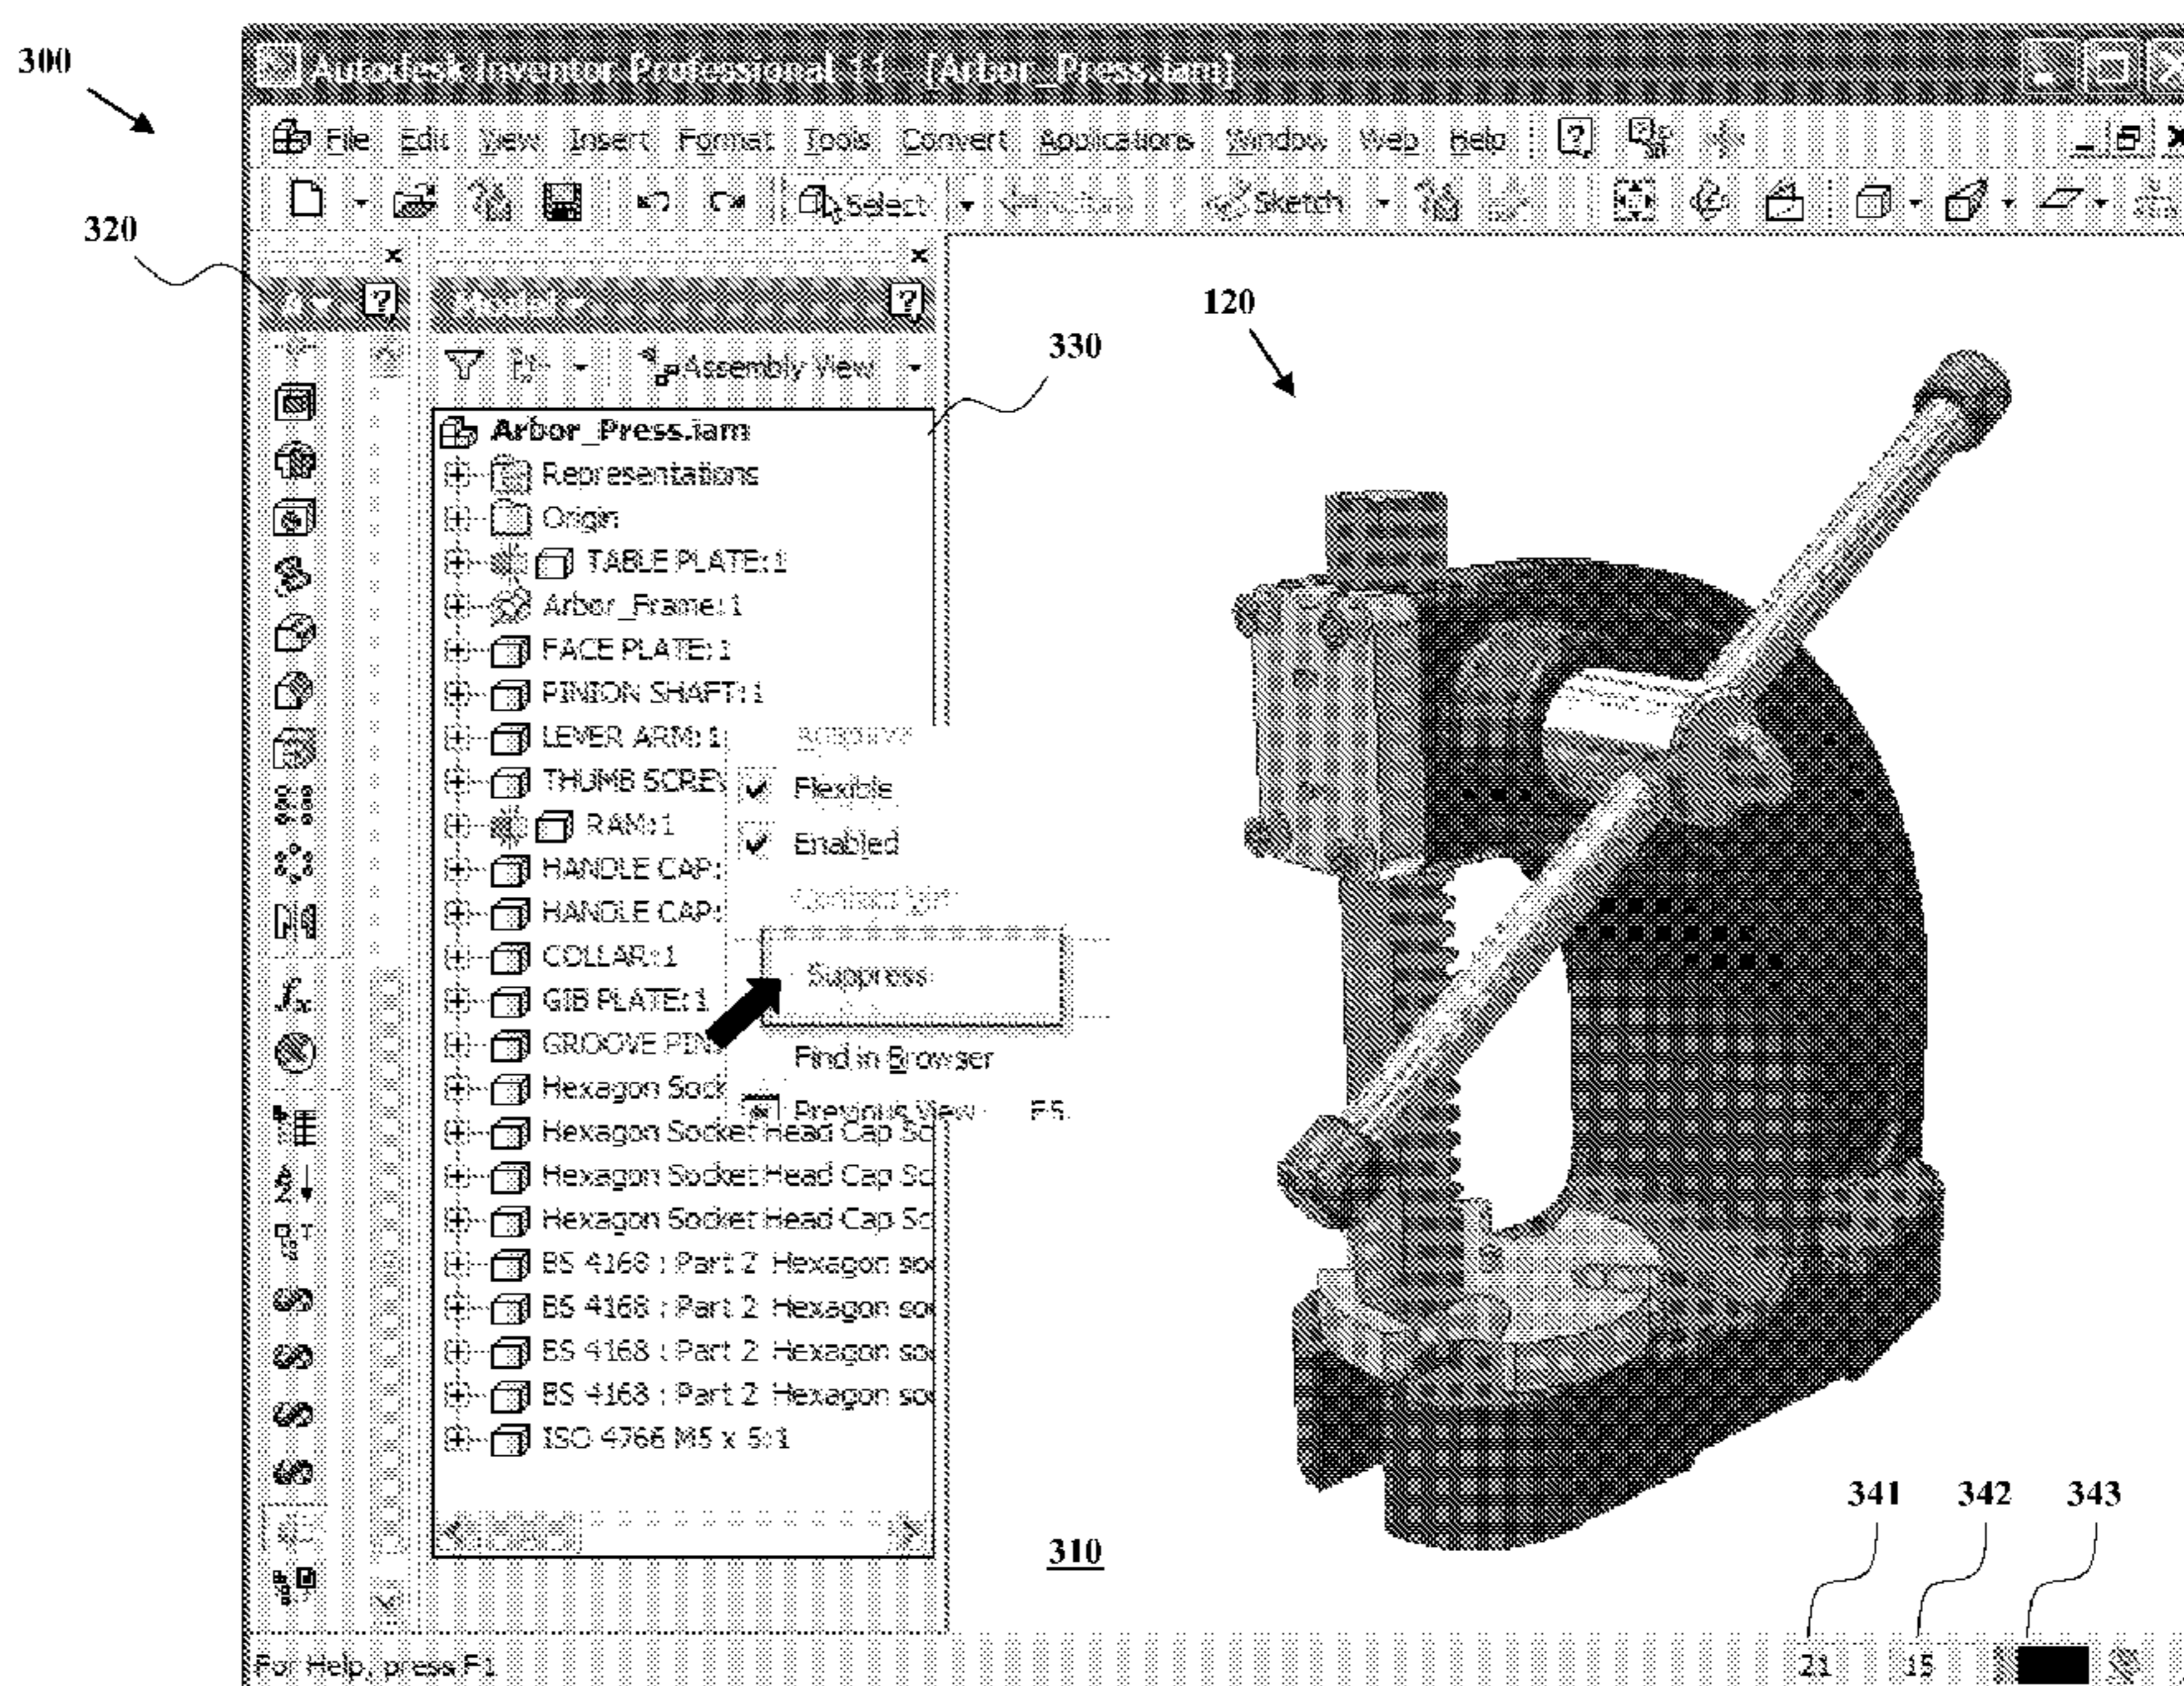 300
Autodesk Inventor Professional 11 - [Arbor_Press.iam]
File Edit View Insert Format Tools Convert Applications Window Web Help
Select Sketch
320
Model
120
330
Assembly View
Arbor_Press.iam
Representations
Origin
TABLE PLATE:1
Arbor_Frame:1
FACE PLATE:1
PINION SHAFT:1
LEVER ARM:1
THUMB SCREW
Flexible
RAM:1
Enabled
HANDLE CAP:
HANDLE CAP:
COLLAR:1
Suppress
GIB PLATE:1
GROOVE PIN:
Find in Browser
Hexagon Sock
Previous View F5
Hexagon Socket Head Cap Sc
Hexagon Socket Head Cap Sc
Hexagon Socket Head Cap Sc
BS 4168 : Part 2 Hexagon soc
BS 4168 : Part 2 Hexagon soc
BS 4168 : Part 2 Hexagon soc
BS 4168 : Part 2 Hexagon soc
ISO 4766 M5 x 5:1
341 342 343
310
For Help, press F1
21 15